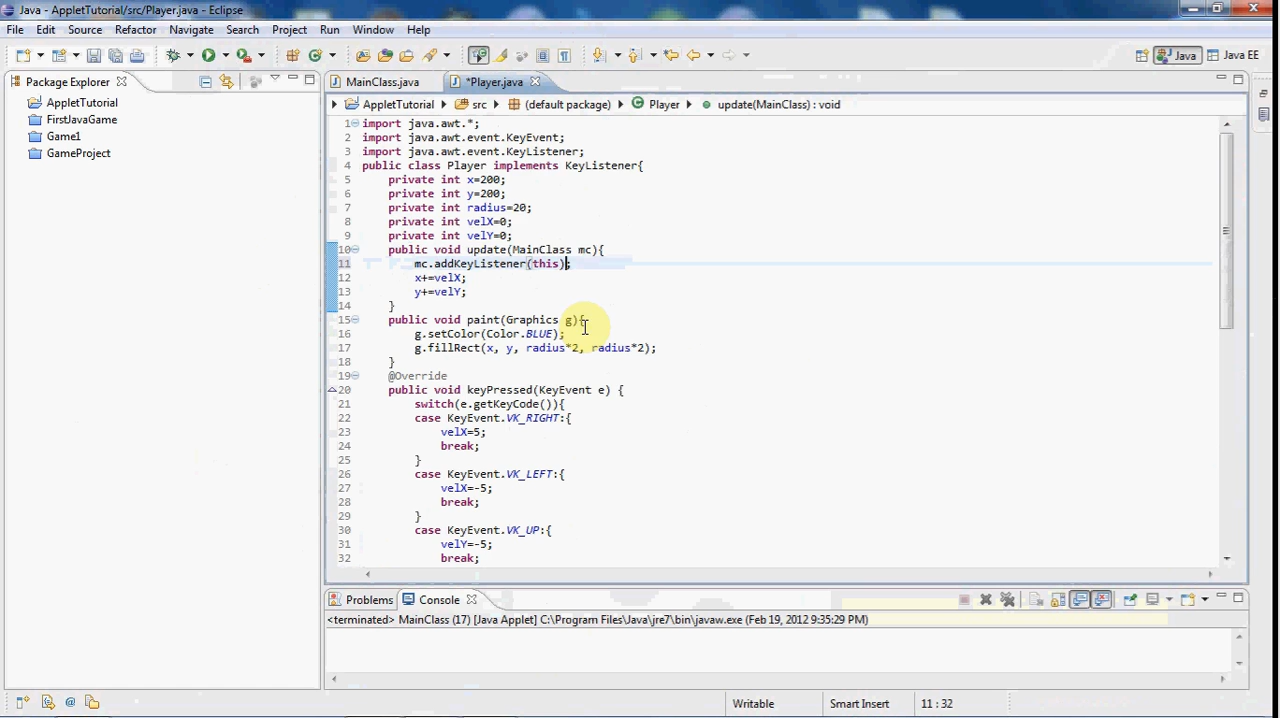 Java - AppletTutorial/src/Player.java - Eclipse
File Edit Source Refactor Navigate Search Project Run Window Help
Java Java EE
Package Explorer
AppletTutorial
FirstJavaGame
Game1
GameProject
MainClass.java *Player.java
AppletTutorial src (default package) Player update(MainClass) : void
1 import java.awt.*;
2 import java.awt.event.KeyEvent;
3 import java.awt.event.KeyListener;
4 public class Player implements KeyListener{
5 private int x=200;
6 private int y=200;
7 private int radius=20;
8 private int velX=0;
9 private int velY=0;
10 public void update(MainClass mc){
11 mc.addKeyListener(this);
12 x+=velX;
13 y+=velY;
14 }
15 public void paint(Graphics g){
16 g.setColor(Color.BLUE);
17 g.fillRect(x, y, radius*2, radius*2);
18 }
19 @Override
20 public void keyPressed(KeyEvent e) {
21 switch(e.getKeyCode()){
22 case KeyEvent.VK_RIGHT:{
23 velX=5;
24 break;
25 }
26 case KeyEvent.VK_LEFT:{
27 velX=-5;
28 break;
29 }
30 case KeyEvent.VK_UP:{
31 velY=-5;
32 break;
Problems Console
<terminated> MainClass (17) [Java Applet] C:\Program Files\Java\jre7\bin\javaw.exe (Feb 19, 2012 9:35:29 PM)
Writable Smart Insert 11 : 32